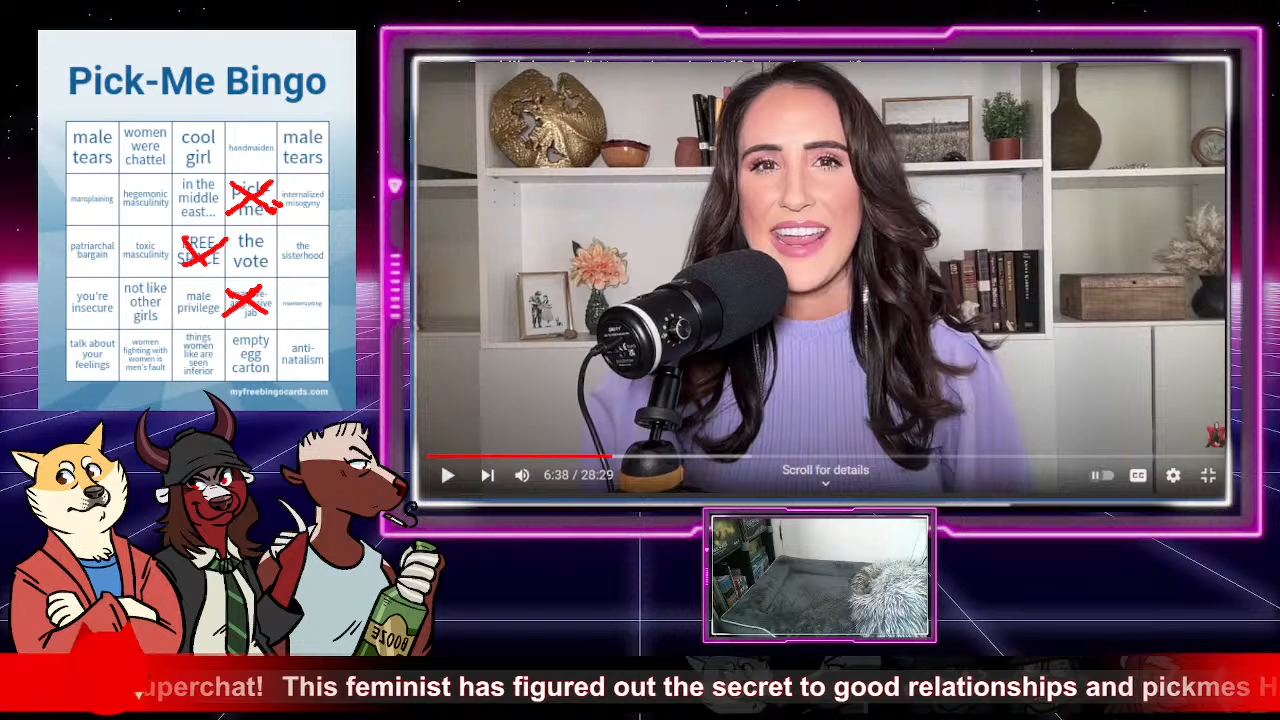 Pick-Me Bingo
male tears
women were chattel
cool girl
handmaiden
male tears
mansplaining
hegemonic masculinity
in the middle east...
pick me
internalized misogyny
patriarchal bargain
toxic masculinity
FREE SPACE
the vote
the sisterhood
you're insecure
not like other girls
male privilege
jab
manterrupting
talk about your feelings
women fighting with women is men's fault
things women like are seen inferior
empty egg carton
anti-natalism
myfreebingocards.com
6:38 / 28:29
Scroll for details
CC
BOOZE
uperchat! This feminist has figured out the secret to good relationships and pickmes H